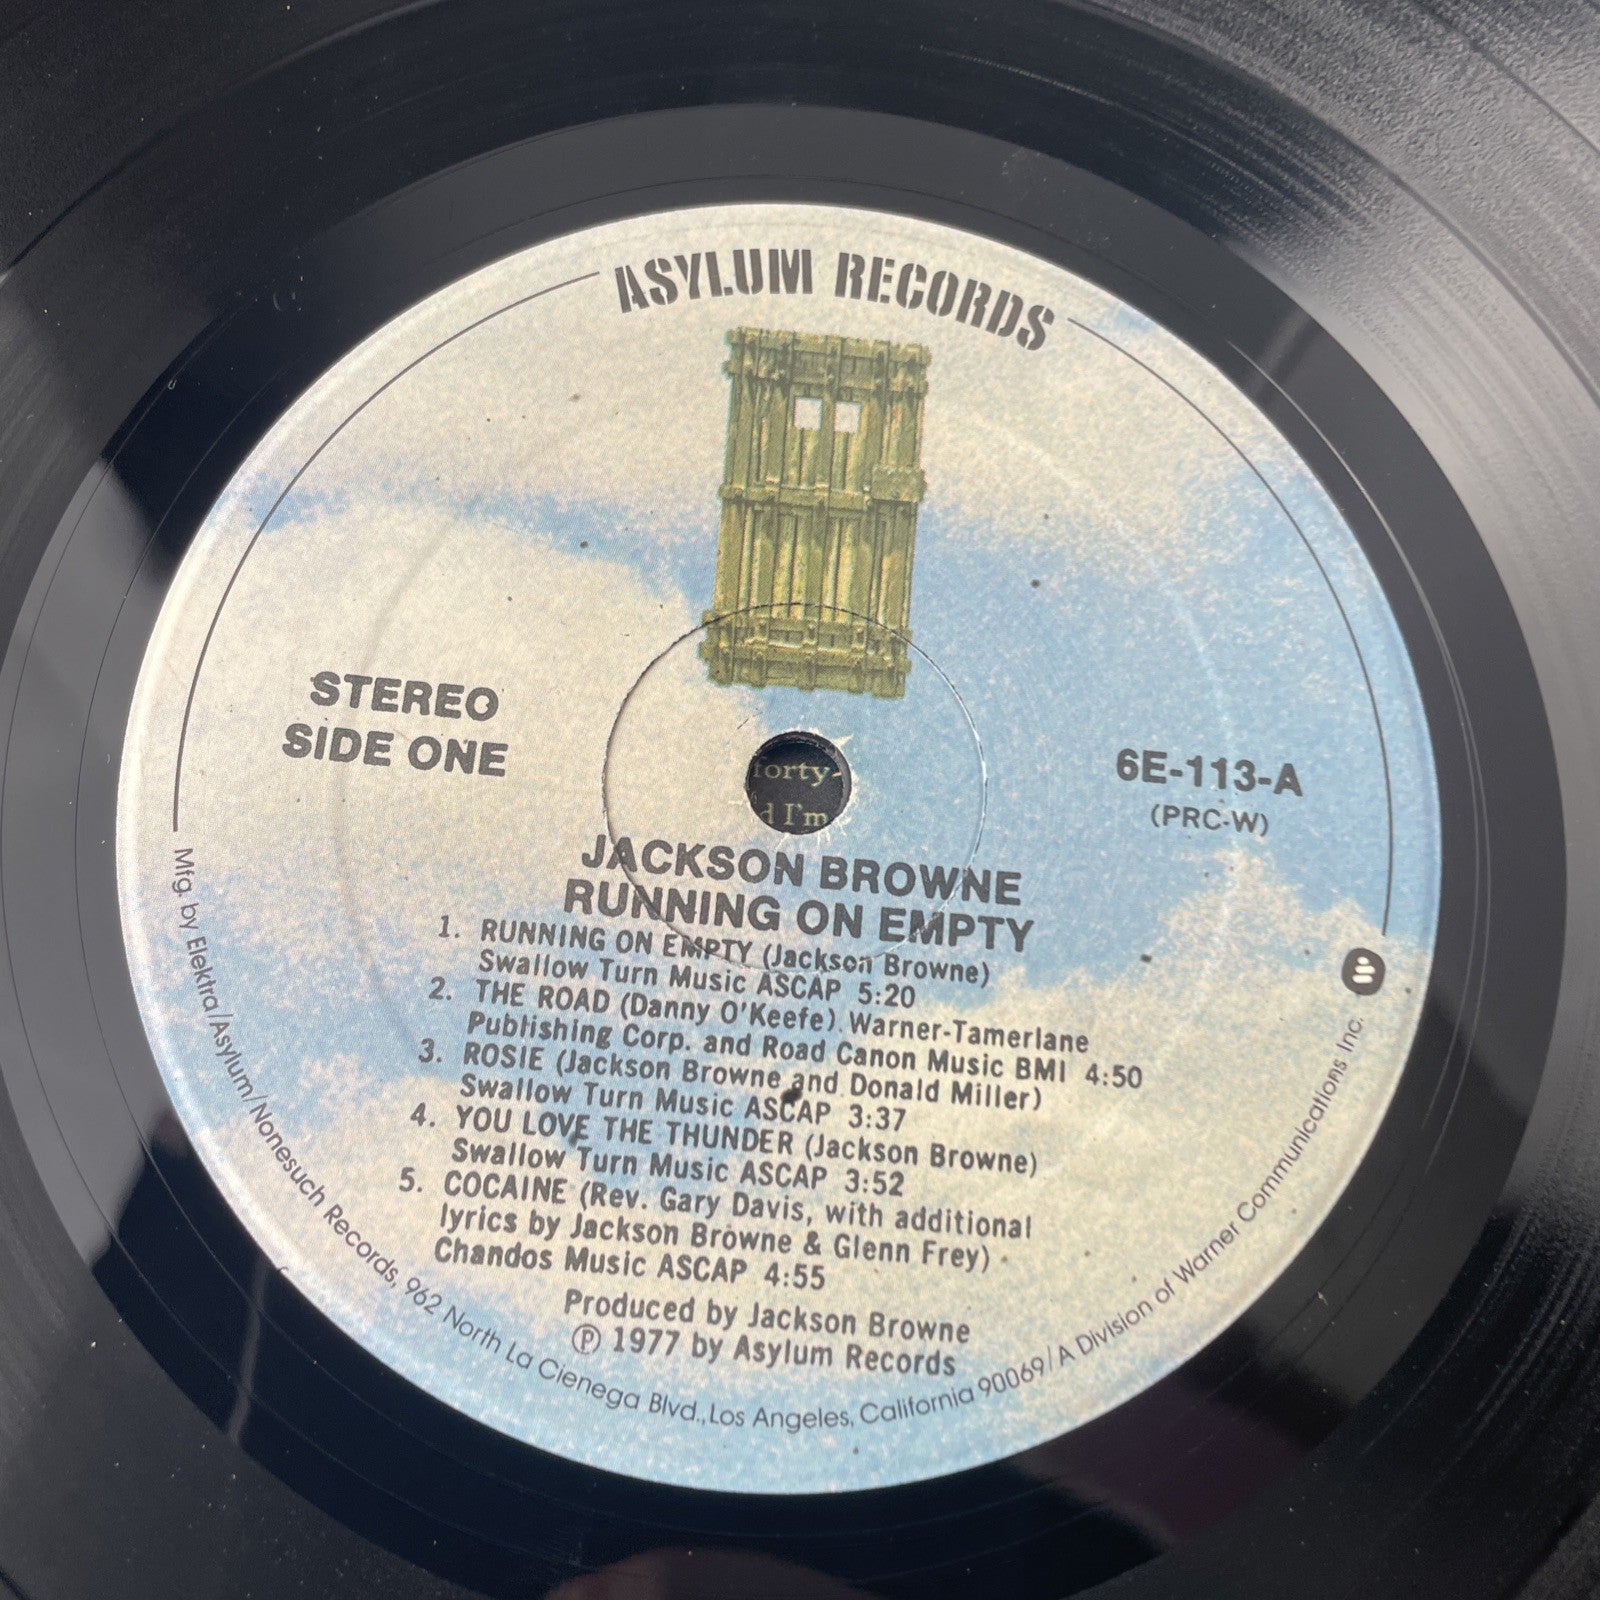 ASYLUM RECORDS
STEREO
SIDE ONE
6E-113-A
(PRC-W)
forty-
d I'm
JACKSON BROWNE
RUNNING ON EMPTY
1. RUNNING ON EMPTY (Jackson Browne)
Swallow Turn Music ASCAP 5:20
2. THE ROAD (Danny O'Keefe) Warner-Tamerlane
Publishing Corp. and Road Canon Music BMI 4:50
3. ROSIE (Jackson Browne and Donald Miller)
Swallow Turn Music ASCAP 3:37
4. YOU LOVE THE THUNDER (Jackson Browne)
Swallow Turn Music ASCAP 3:52
5. COCAINE (Rev. Gary Davis, with additional
lyrics by Jackson Browne & Glenn Frey)
Chandos Music ASCAP 4:55
Produced by Jackson Browne
℗ 1977 by Asylum Records
Mfg. by Elektra/Asylum/Nonesuch Records, 962 North La Cienega Blvd., Los Angeles, California 90069/A Division of Warner Communications Inc.